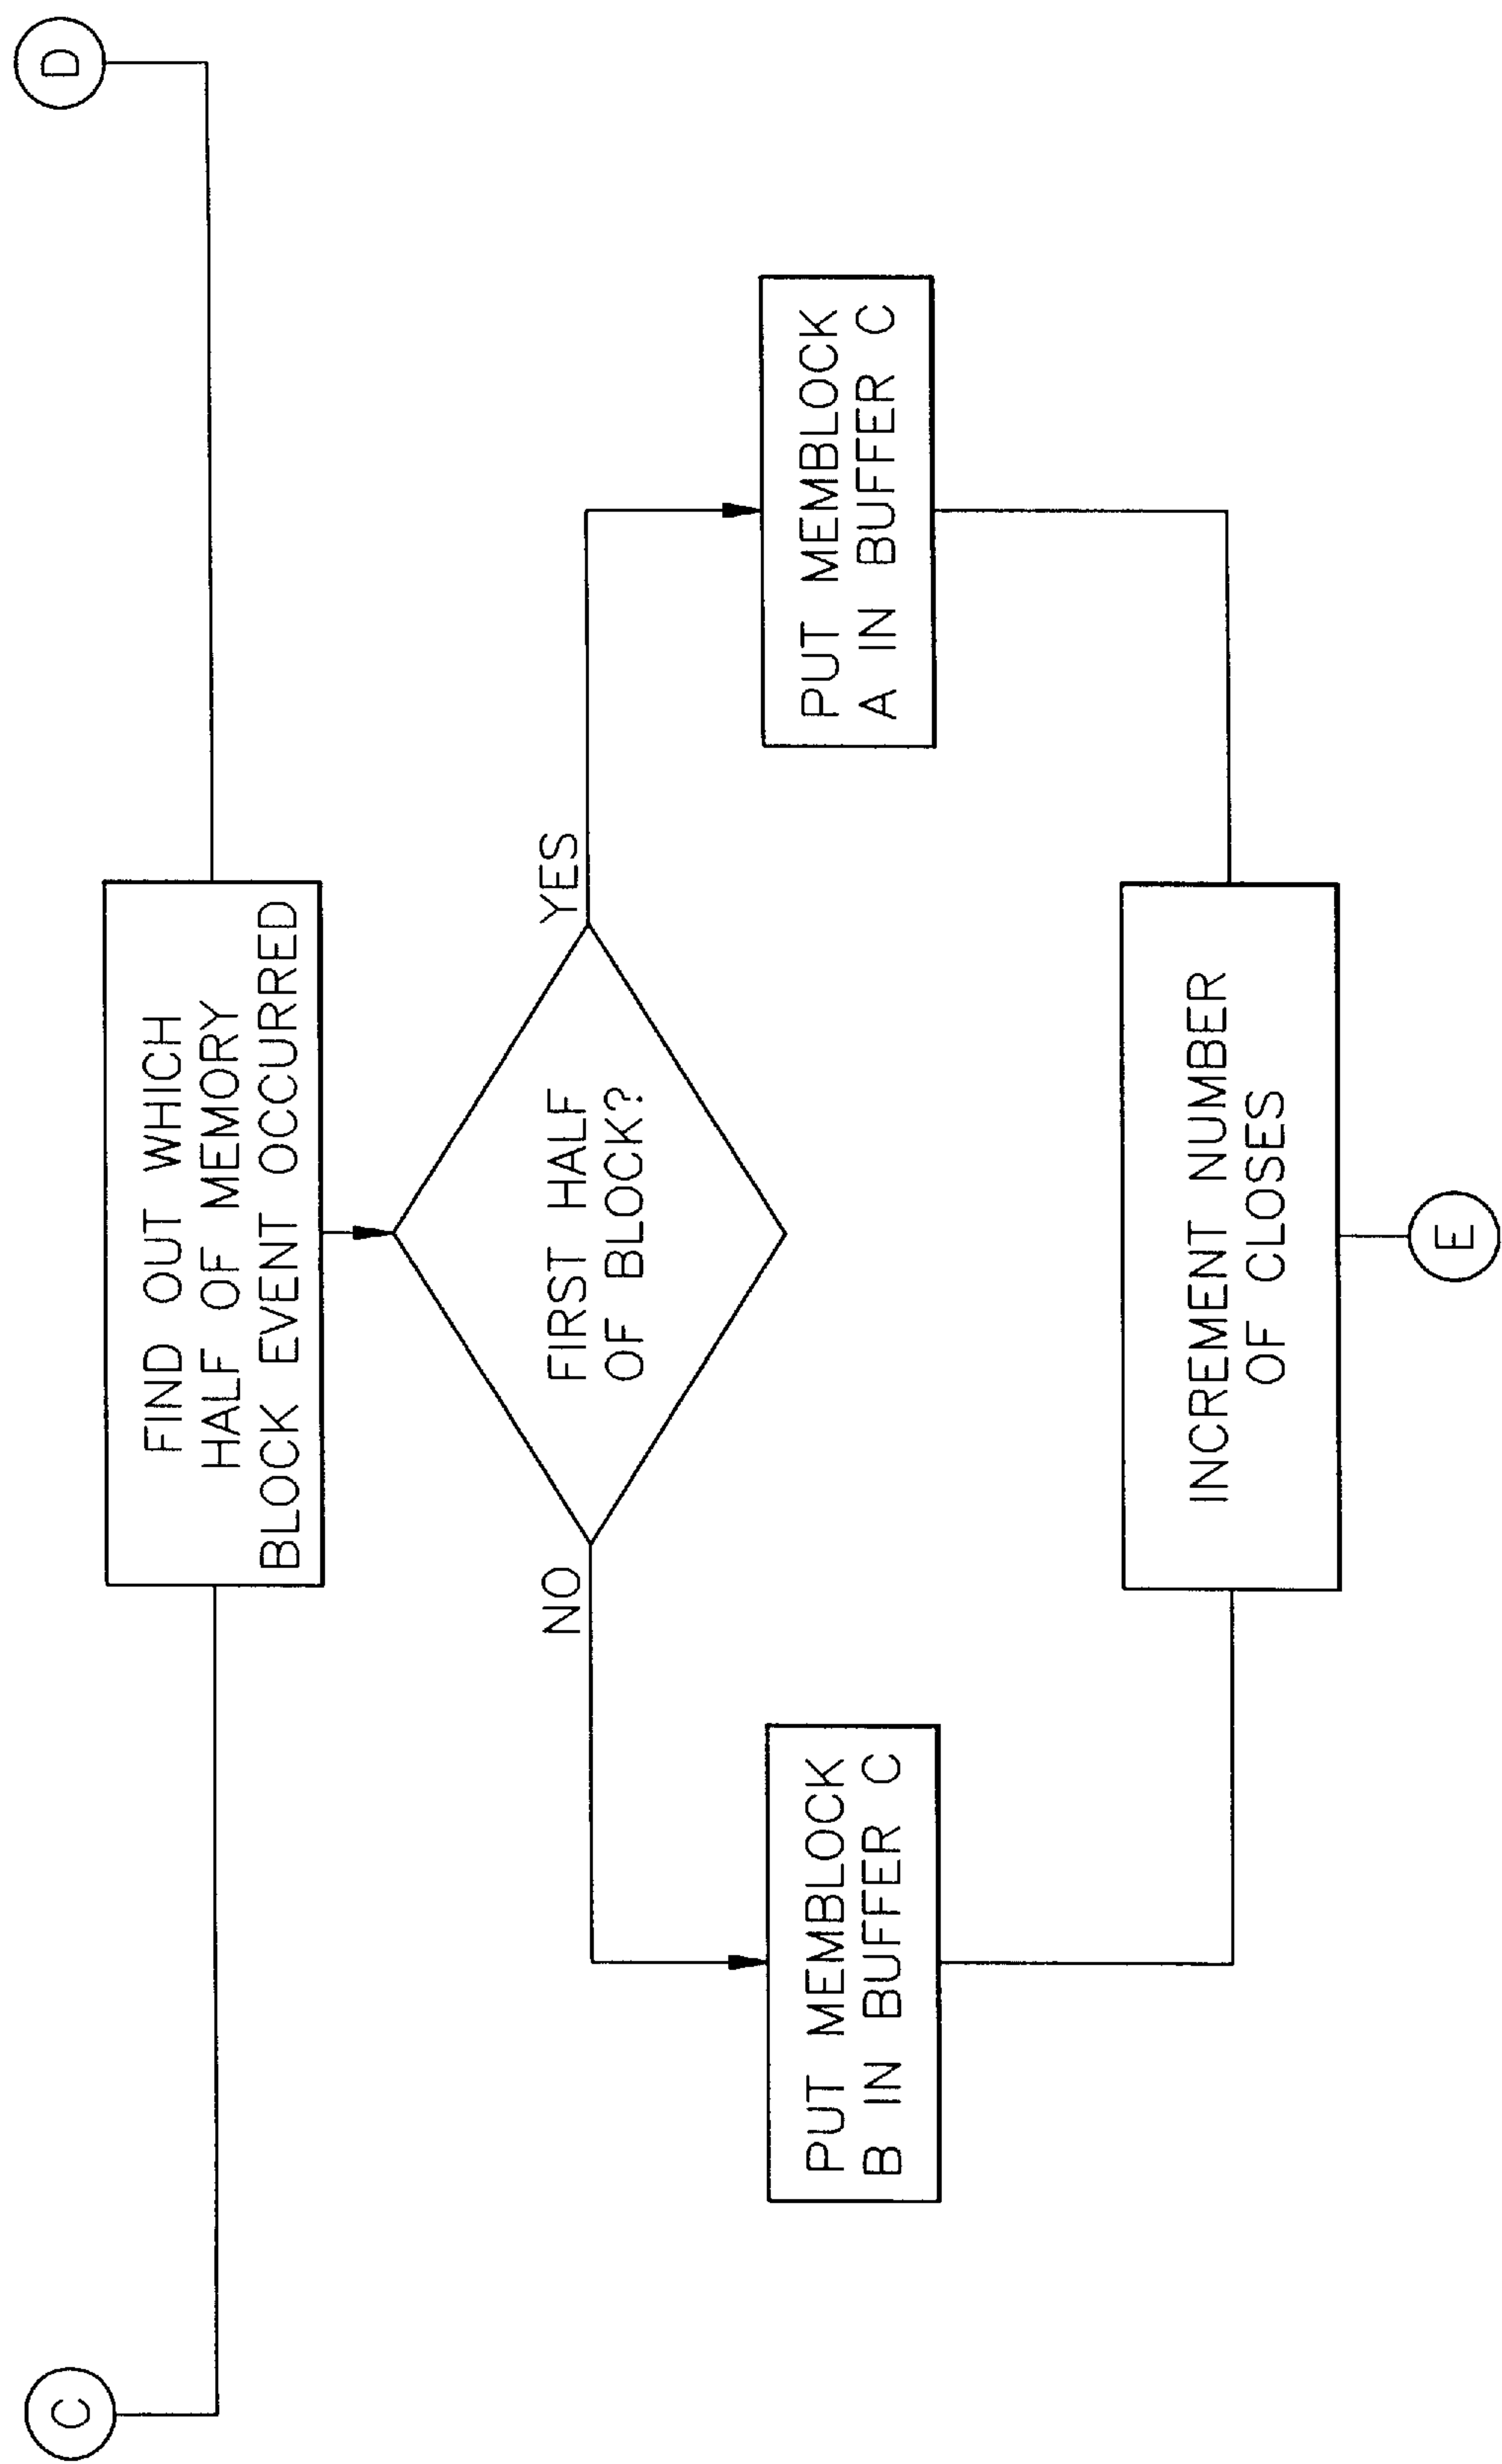 C
D
FIND OUT WHICH
HALF OF MEMORY
BLOCK EVENT OCCURRED
NO
YES
FIRST HALF
OF BLOCK?
PUT MEMBLOCK
B IN BUFFER C
PUT MEMBLOCK
A IN BUFFER C
INCREMENT NUMBER
OF CLOSES
E